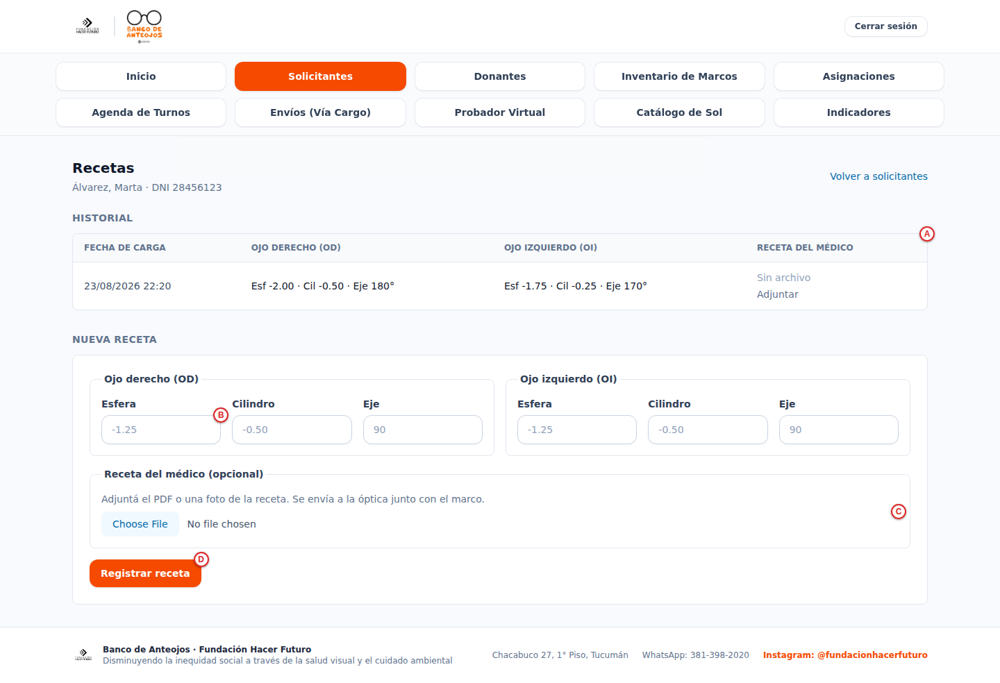 FUNDACIÓN
HACER FUTURO
BANCO DE
ANTEOJOS
Cerrar sesión
Inicio
Solicitantes
Donantes
Inventario de Marcos
Asignaciones
Agenda de Turnos
Envíos (Vía Cargo)
Probador Virtual
Catálogo de Sol
Indicadores
Recetas
Álvarez, Marta · DNI 28456123
Volver a solicitantes
HISTORIAL
A
FECHA DE CARGA
OJO DERECHO (OD)
OJO IZQUIERDO (OI)
RECETA DEL MÉDICO
23/08/2026 22:20
Esf -2.00 · Cil -0.50 · Eje 180°
Esf -1.75 · Cil -0.25 · Eje 170°
Sin archivo
Adjuntar
NUEVA RECETA
Ojo derecho (OD)
Esfera
Cilindro
Eje
B
-1.25
-0.50
90
Ojo izquierdo (OI)
Esfera
Cilindro
Eje
-1.25
-0.50
90
Receta del médico (opcional)
Adjuntá el PDF o una foto de la receta. Se envía a la óptica junto con el marco.
C
Choose File
No file chosen
D
Registrar receta
Banco de Anteojos · Fundación Hacer Futuro
Disminuyendo la inequidad social a través de la salud visual y el cuidado ambiental
Chacabuco 27, 1° Piso, Tucumán
WhatsApp: 381-398-2020
Instagram: @fundacionhacerfuturo